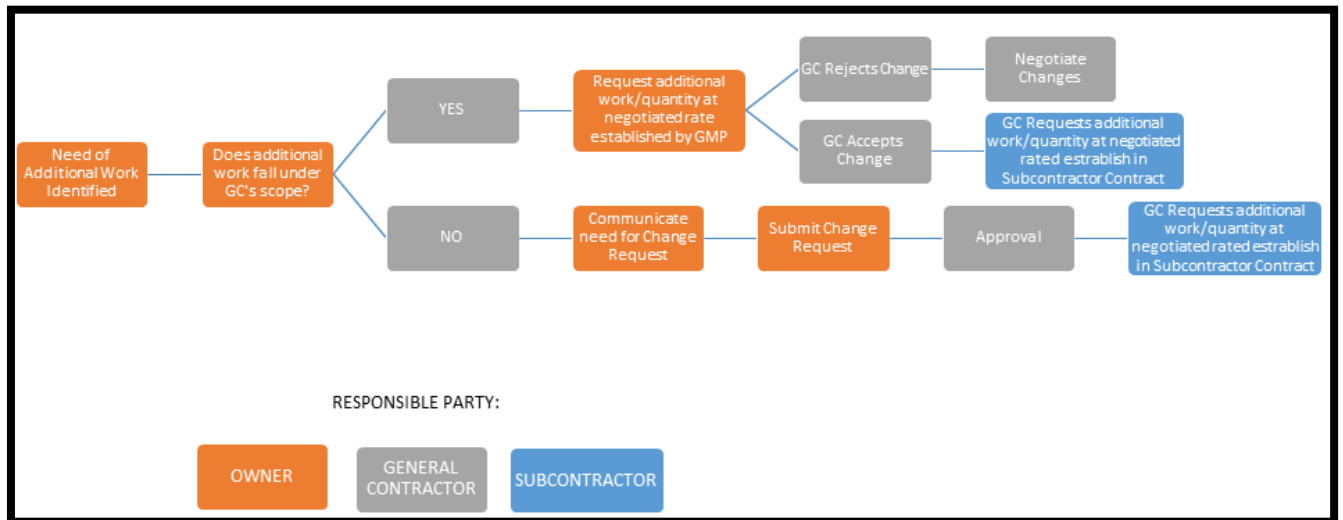 Need of
Additional Work
Identified
Does additional
work fall under
GC's scope?
YES
Request additional
work/quantity at
negotiated rate
established by GMP
GC Rejects Change
Negotiate
Changes
GC Accepts
Change
GC Requests additional
work/quantity at negotiated
rated estrablish in
Subcontractor Contract
NO
Communicate
need for Change
Request
Submit Change
Request
Approval
GC Requests additional
work/quantity at
negotiated rated estrablish
in Subcontractor Contract
RESPONSIBLE PARTY:
OWNER
GENERAL
CONTRACTOR
SUBCONTRACTOR